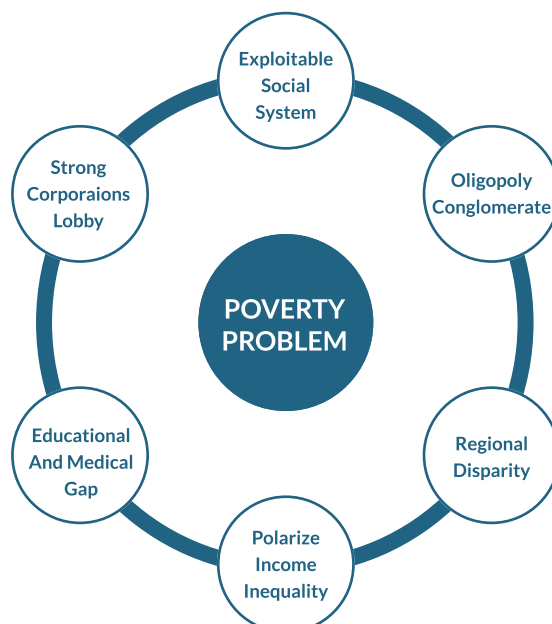 Exploitable
Social
System
Oligopoly
Conglomerate
Regional
Disparity
Polarize
Income
Inequality
Educational
And Medical
Gap
Strong
Corporaions
Lobby
POVERTY
PROBLEM